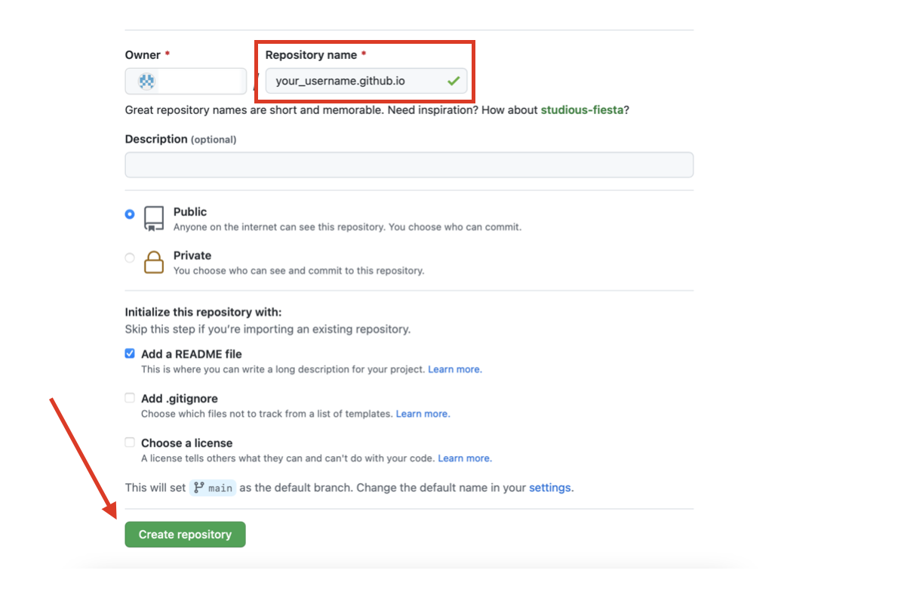 Owner * Repository name *
/ your_username.github.io
Great repository names are short and memorable. Need inspiration? How about studious-fiesta?
Description (optional)
Public
Anyone on the internet can see this repository. You choose who can commit.
Private
You choose who can see and commit to this repository.
Initialize this repository with:
Skip this step if you're importing an existing repository.
Add a README file
This is where you can write a long description for your project. Learn more.
Add .gitignore
Choose which files not to track from a list of templates. Learn more.
Choose a license
A license tells others what they can and can't do with your code. Learn more.
This will set main as the default branch. Change the default name in your settings.
Create repository